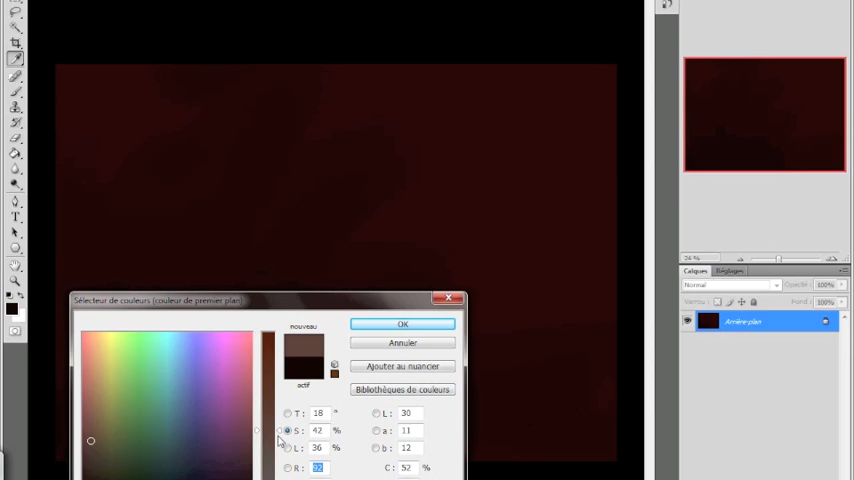 24 %
Calques Réglages
Normal Opacité : 100%
Verrou : Fond : 100%
Arrière-plan
Sélecteur de couleurs (couleur de premier plan)
nouveau
actif
OK
Annuler
Ajouter au nuancier
Bibliothèques de couleurs
T : 18 ° L : 30
S : 42 % a : 11
L : 36 % b : 12
R : 92 C : 52 %
T